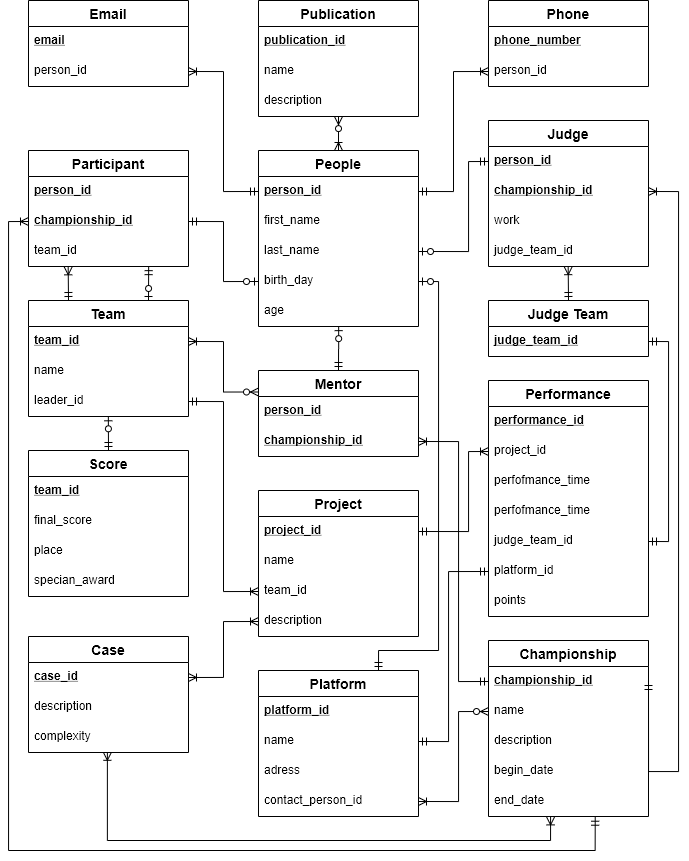 Email
email
person_id
Publication
publication_id
name
description
Phone
phone_number
person_id
Participant
person_id
championship_id
team_id
People
person_id
first_name
last_name
birth_day
age
Judge
person_id
championship_id
work
judge_team_id
Team
team_id
name
leader_id
Mentor
person_id
championship_id
Judge Team
judge_team_id
Score
team_id
final_score
place
specian_award
Project
project_id
name
team_id
description
Performance
performance_id
project_id
perfofmance_time
perfofmance_time
judge_team_id
platform_id
points
Case
case_id
description
complexity
Platform
platform_id
name
adress
contact_person_id
Championship
championship_id
name
description
begin_date
end_date